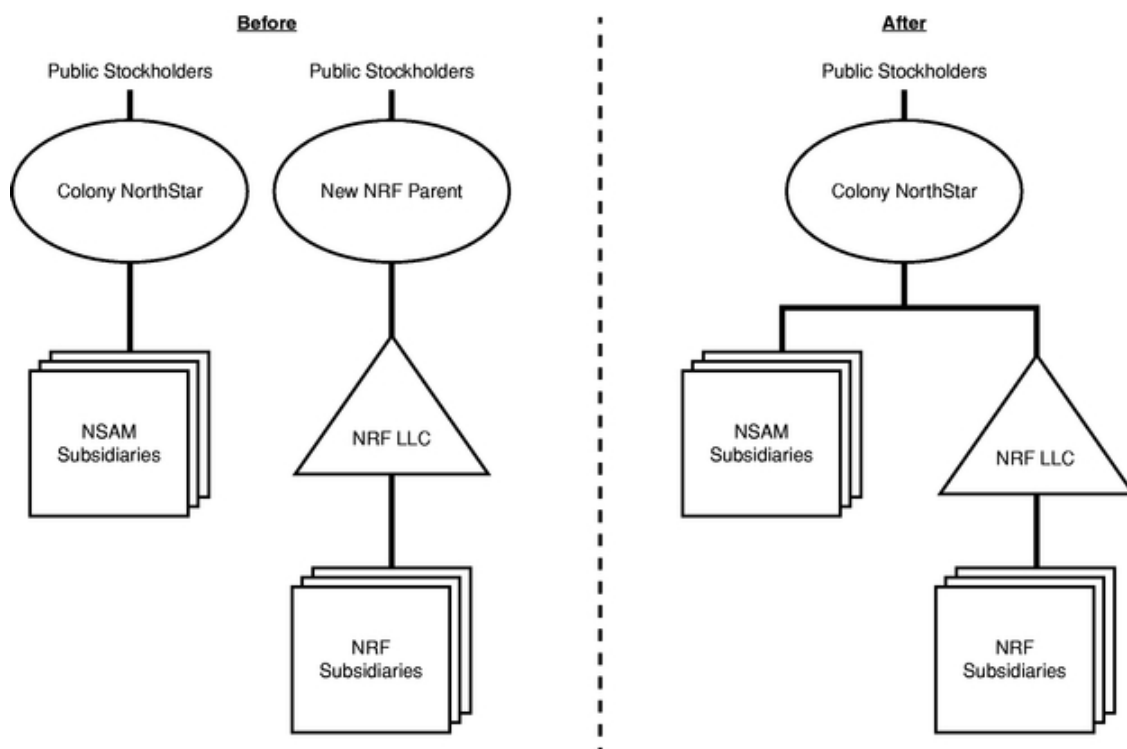 Before
Public Stockholders
Colony NorthStar
NSAM
Subsidiaries
Public Stockholders
New NRF Parent
NRF LLC
NRF
Subsidiaries
After
Public Stockholders
Colony NorthStar
NSAM
Subsidiaries
NRF LLC
NRF
Subsidiaries